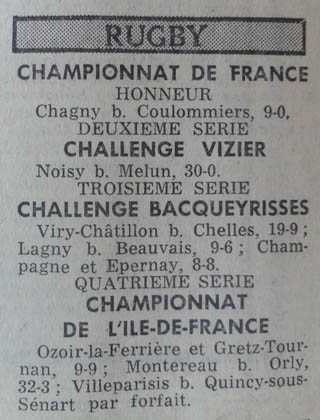 RUGBY
CHAMPIONNAT DE FRANCE
HONNEUR
Chagny b. Coulommiers, 9-0.
DEUXIEME SERIE
CHALLENGE VIZIER
Noisy b. Melun, 30-0.
TROISIEME SERIE
CHALLENGE BACQUEYRISSES
Viry-Châtillon b. Chelles, 19-9 ;
Lagny b. Beauvais, 9-6 ; Cham-
pagne et Epernay, 8-8.
QUATRIEME SERIE
CHAMPIONNAT
DE L'ILE-DE-FRANCE
Ozoir-la-Ferrière et Gretz-Tour-
nan, 9-9 ; Montereau b. Orly,
32-3 ; Villeparisis b. Quincy-sous-
Sénart par forfait.